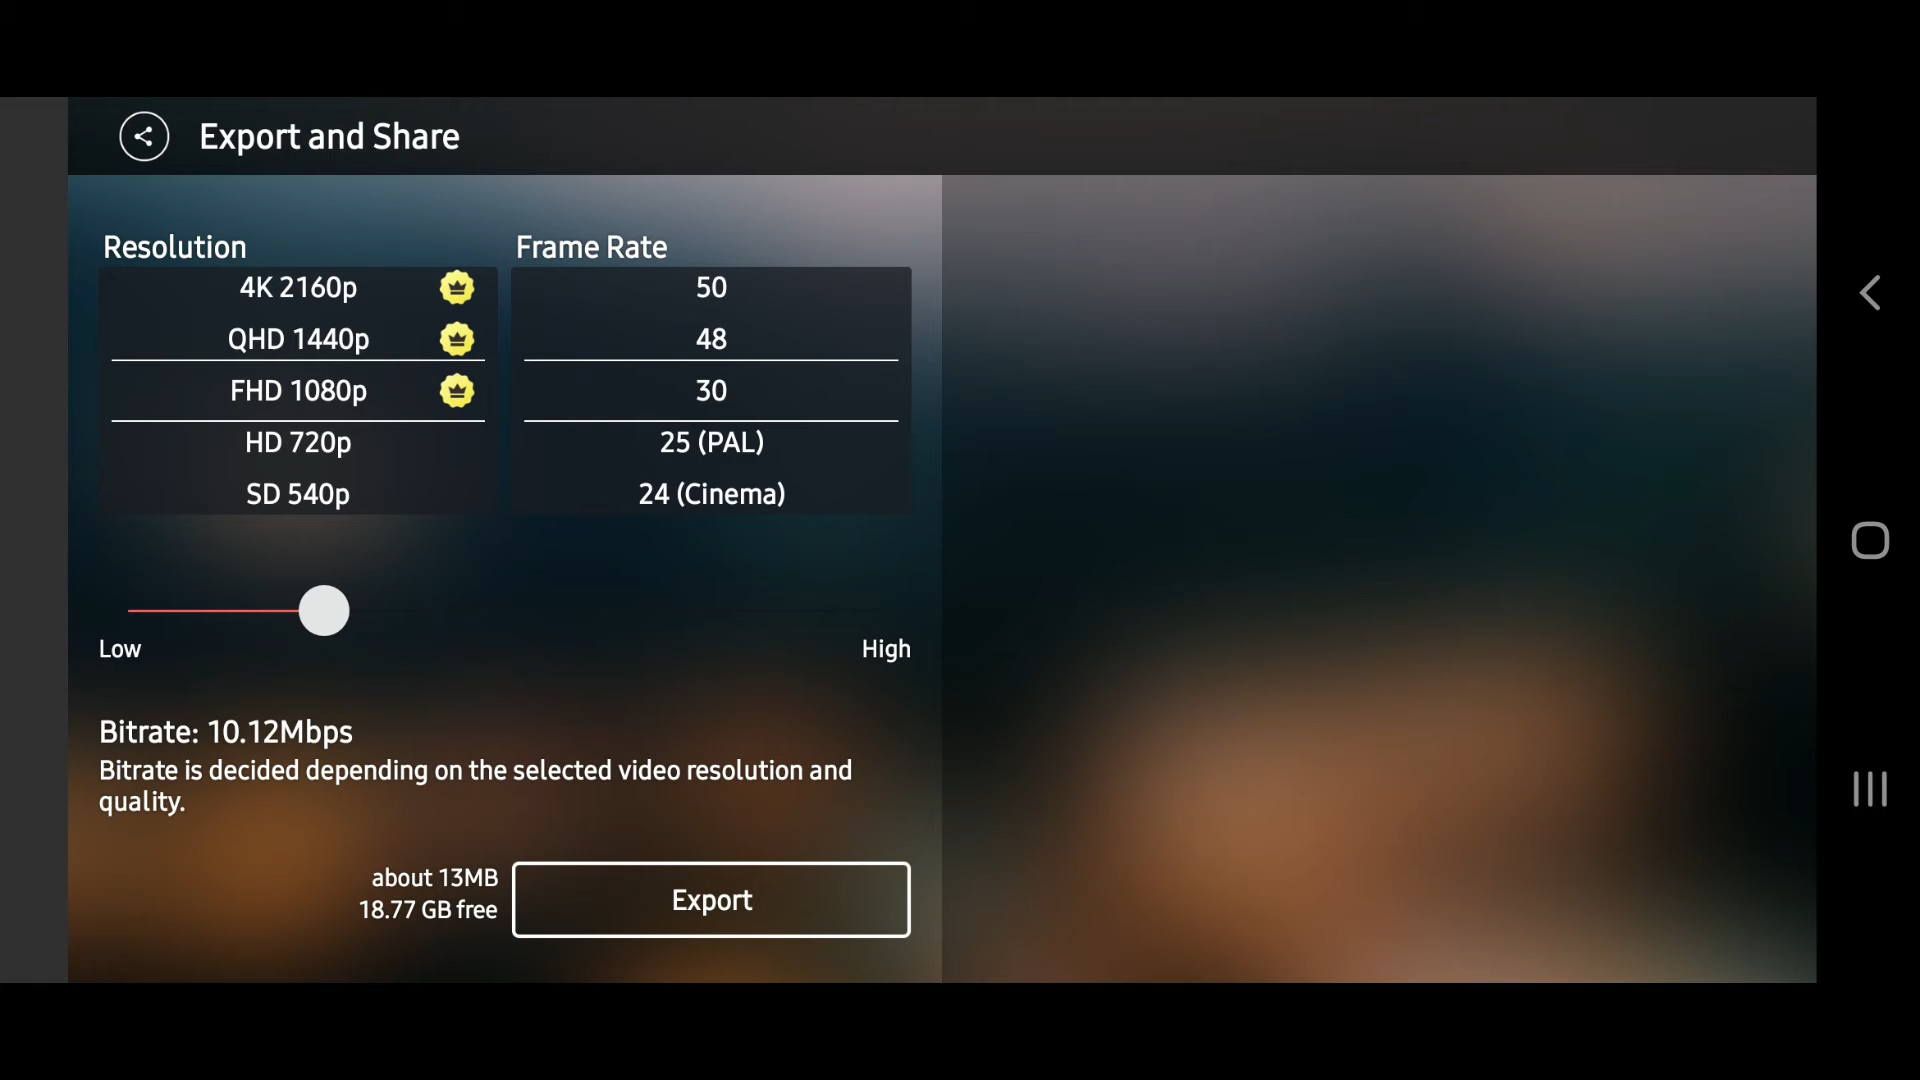 Export and Share
Resolution
4K 2160p
QHD 1440p
FHD 1080p
HD 720p
SD 540p
Frame Rate
50
48
30
25 (PAL)
24 (Cinema)
Low
High
Bitrate: 10.12Mbps
Bitrate is decided depending on the selected video resolution and
quality.
about 13MB
18.77 GB free
Export